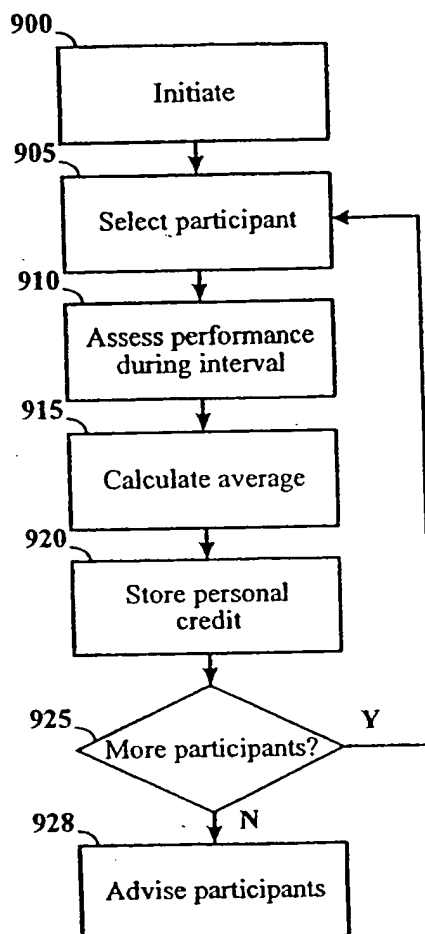 900
Initiate
905
Select participant
910
Assess performance
during interval
915
Calculate average
920
Store personal
credit
925
More participants?
Y
N
928
Advise participants